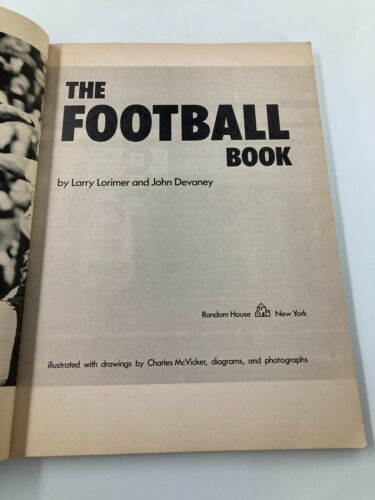 THE
FOOTBALL
BOOK
by Larry Lorimer and John Devaney
Random House New York
illustrated with drawings by Charles McVicker, diagrams, and photographs